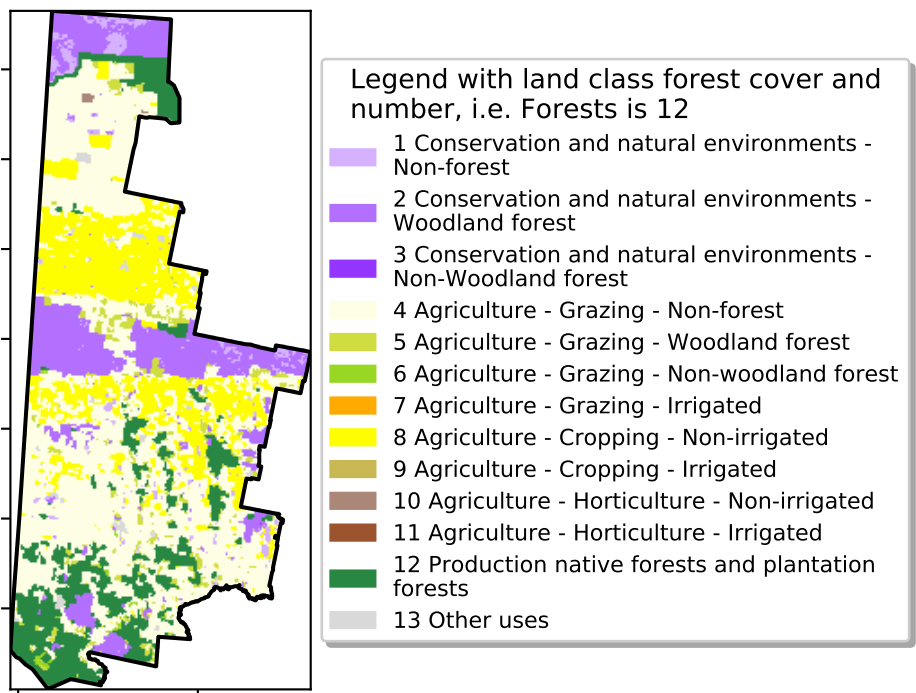 Legend with land class forest cover and
number, i.e. Forests is 12
1 Conservation and natural environments -
Non-forest
2 Conservation and natural environments -
Woodland forest
3 Conservation and natural environments -
Non-Woodland forest
4 Agriculture - Grazing - Non-forest
5 Agriculture - Grazing - Woodland forest
6 Agriculture - Grazing - Non-woodland forest
7 Agriculture - Grazing - Irrigated
8 Agriculture - Cropping - Non-irrigated
9 Agriculture - Cropping - Irrigated
10 Agriculture - Horticulture - Non-irrigated
11 Agriculture - Horticulture - Irrigated
12 Production native forests and plantation
forests
13 Other uses